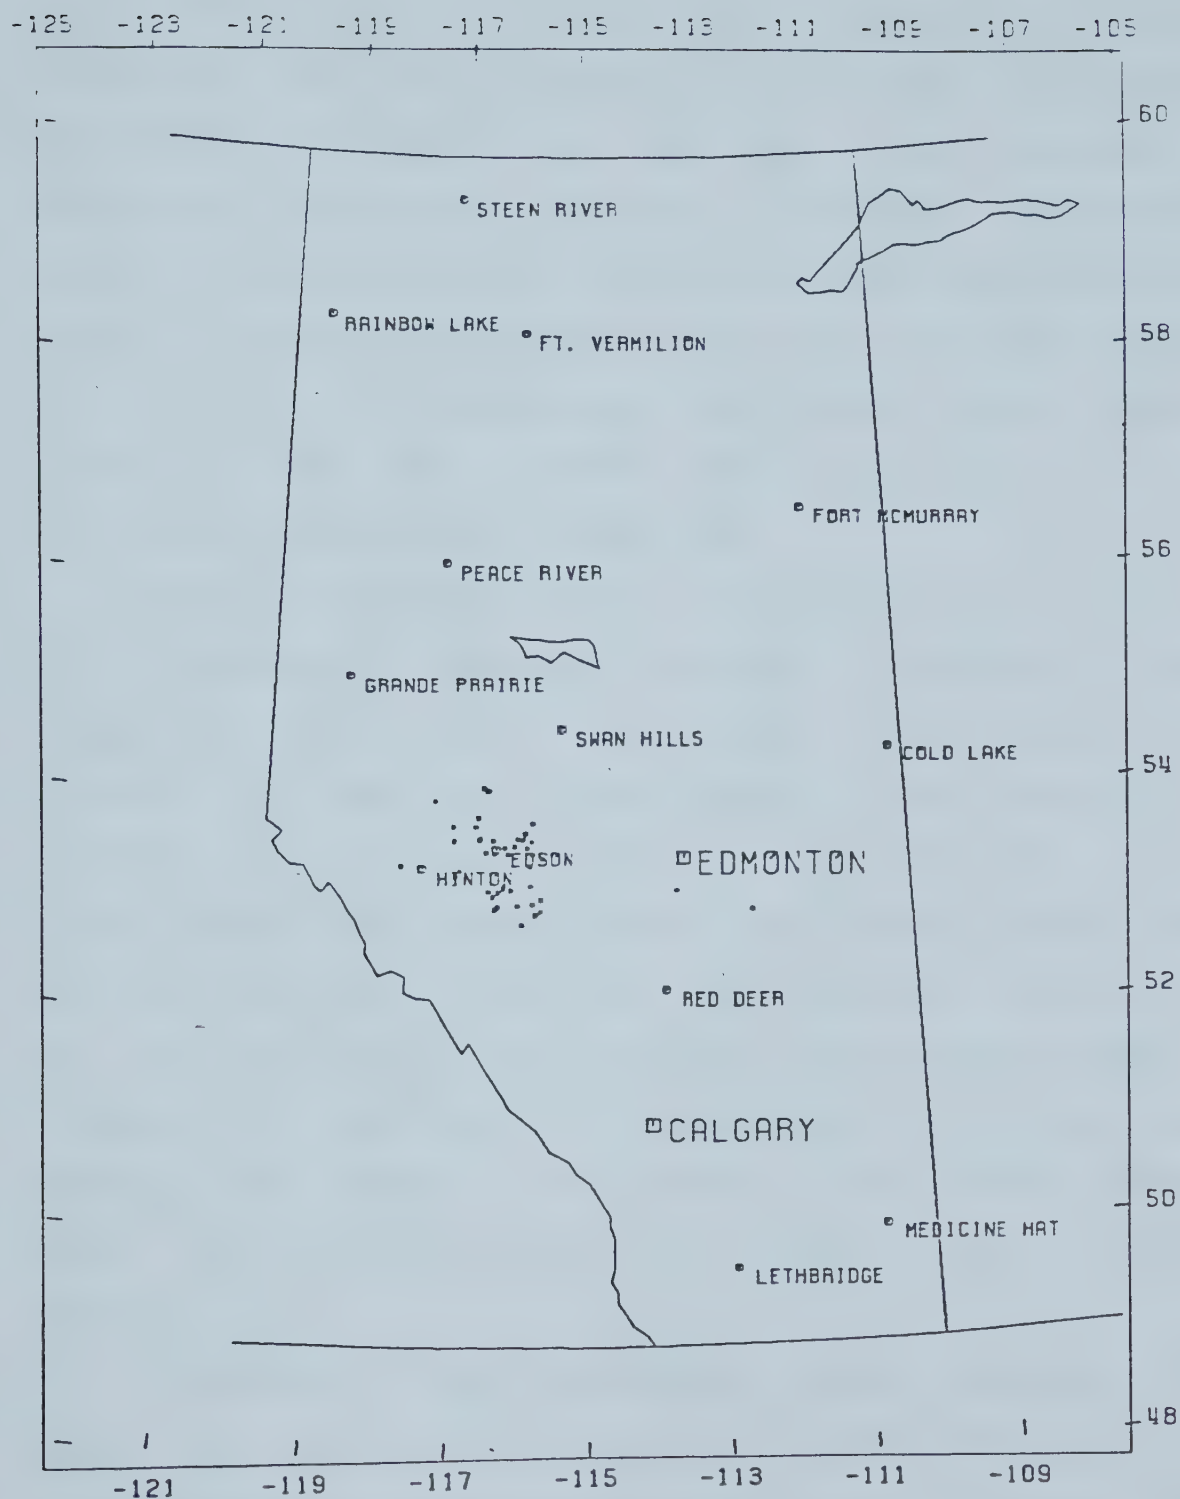 -125 -123 -121 -119 -117 -115 -113 -111 -109 -107 -105
60
STEEN RIVER
RAINBOW LAKE
FT. VERMILION
58
FORT MCMURRAY
56
PEACE RIVER
GRANDE PRAIRIE
SWAN HILLS
COLD LAKE
54
EDSON
EDMONTON
HINTON
52
RED DEER
CALGARY
50
MEDICINE HAT
LETHBRIDGE
48
-121 -119 -117 -115 -113 -111 -109